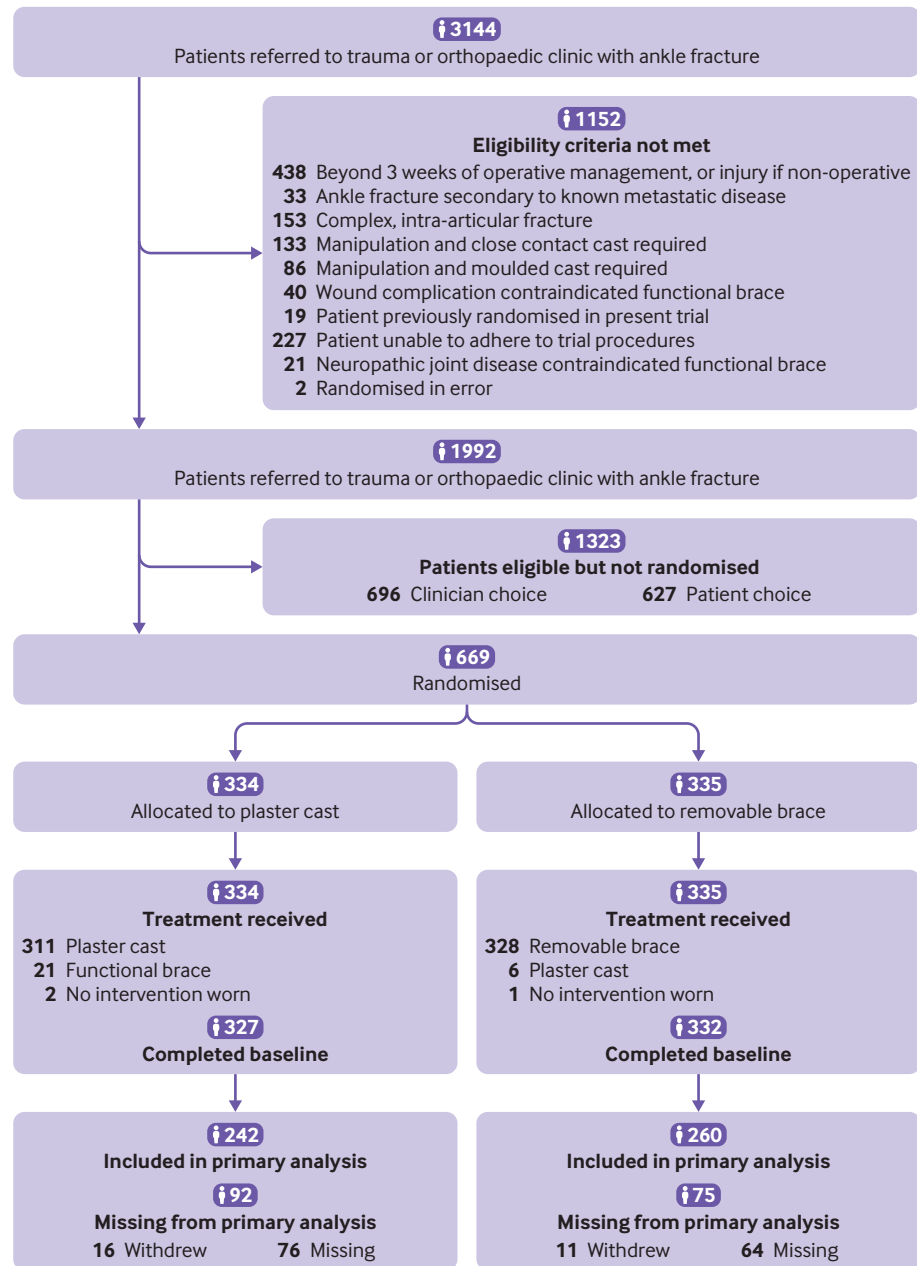 3144
Patients referred to trauma or orthopaedic clinic with ankle fracture
1152
Eligibility criteria not met
438 Beyond 3 weeks of operative management, or injury if non-operative
33 Ankle fracture secondary to known metastatic disease
153 Complex, intra-articular fracture
133 Manipulation and close contact cast required
86 Manipulation and moulded cast required
40 Wound complication contraindicated functional brace
19 Patient previously randomised in present trial
227 Patient unable to adhere to trial procedures
21 Neuropathic joint disease contraindicated functional brace
2 Randomised in error
1992
Patients referred to trauma or orthopaedic clinic with ankle fracture
1323
Patients eligible but not randomised
696 Clinician choice 627 Patient choice
669
Randomised
334
Allocated to plaster cast
335
Allocated to removable brace
334
Treatment received
311 Plaster cast
21 Functional brace
2 No intervention worn
327
Completed baseline
335
Treatment received
328 Removable brace
6 Plaster cast
1 No intervention worn
332
Completed baseline
242
Included in primary analysis
92
Missing from primary analysis
16 Withdrew 76 Missing
260
Included in primary analysis
75
Missing from primary analysis
11 Withdrew 64 Missing